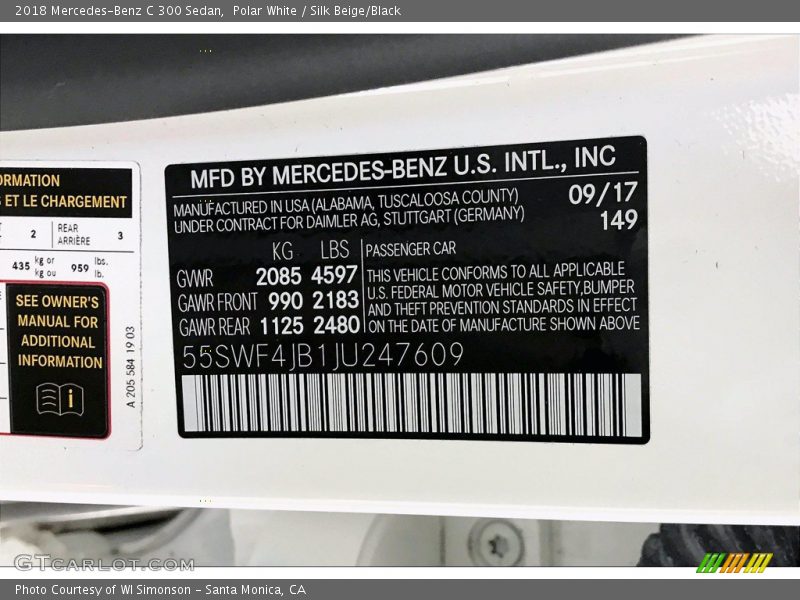 2018 Mercedes-Benz C 300 Sedan, Polar White / Silk Beige/Black
ORMATION
S ET LE CHARGEMENT
2
REAR
ARRIÈRE
3
435 kg or kg ou 959 lbs. lb.
SEE OWNER'S
MANUAL FOR
ADDITIONAL
INFORMATION
i
A 205 584 19 03
MFD BY MERCEDES-BENZ U.S. INTL., INC
MANUFACTURED IN USA (ALABAMA, TUSCALOOSA COUNTY)
UNDER CONTRACT FOR DAIMLER AG, STUTTGART (GERMANY)
09/17
149
KG LBS
GVWR 2085 4597
GAWR FRONT 990 2183
GAWR REAR 1125 2480
PASSENGER CAR
THIS VEHICLE CONFORMS TO ALL APPLICABLE
U.S. FEDERAL MOTOR VEHICLE SAFETY,BUMPER
AND THEFT PREVENTION STANDARDS IN EFFECT
ON THE DATE OF MANUFACTURE SHOWN ABOVE
55SWF4JB1JU247609
GTCARLOT.COM
Photo Courtesy of WI Simonson - Santa Monica, CA